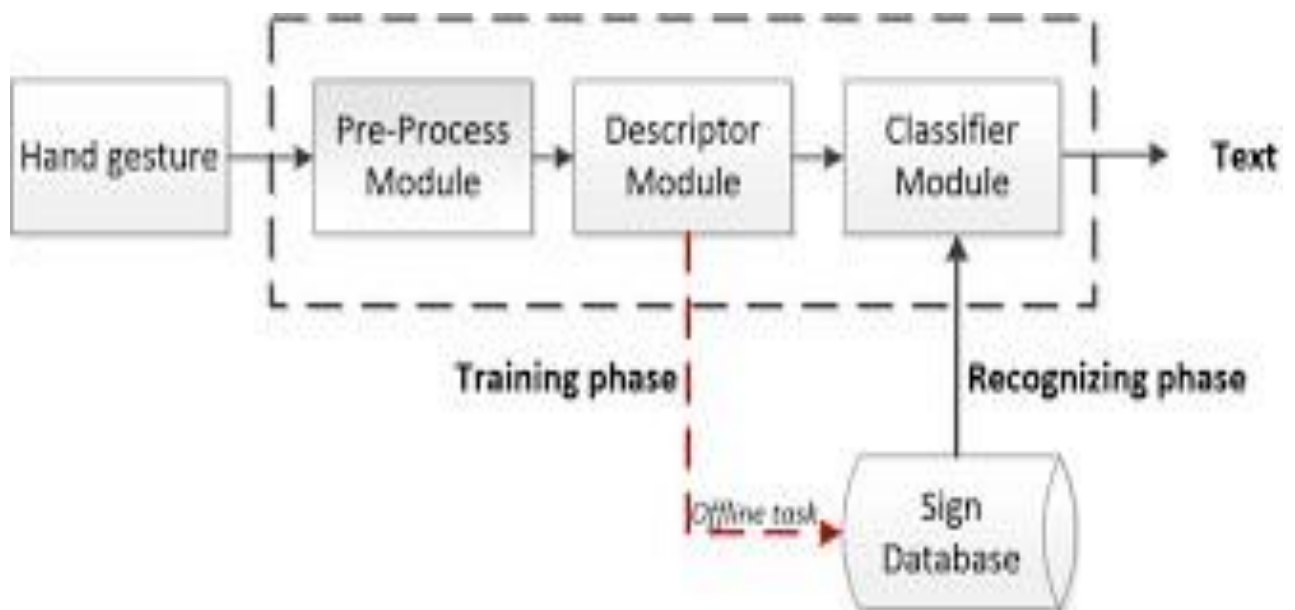 Hand gesture
Pre-Process
Module
Descriptor
Module
Classifier
Module
Text
Training phase
Recognizing phase
Offline task
Sign
Database